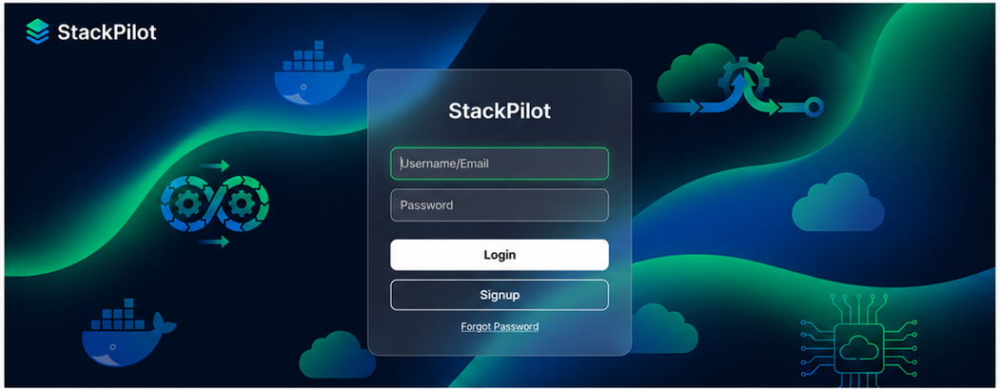 StackPilot
StackPilot
Username/Email
Password
Login
Signup
Forgot Password